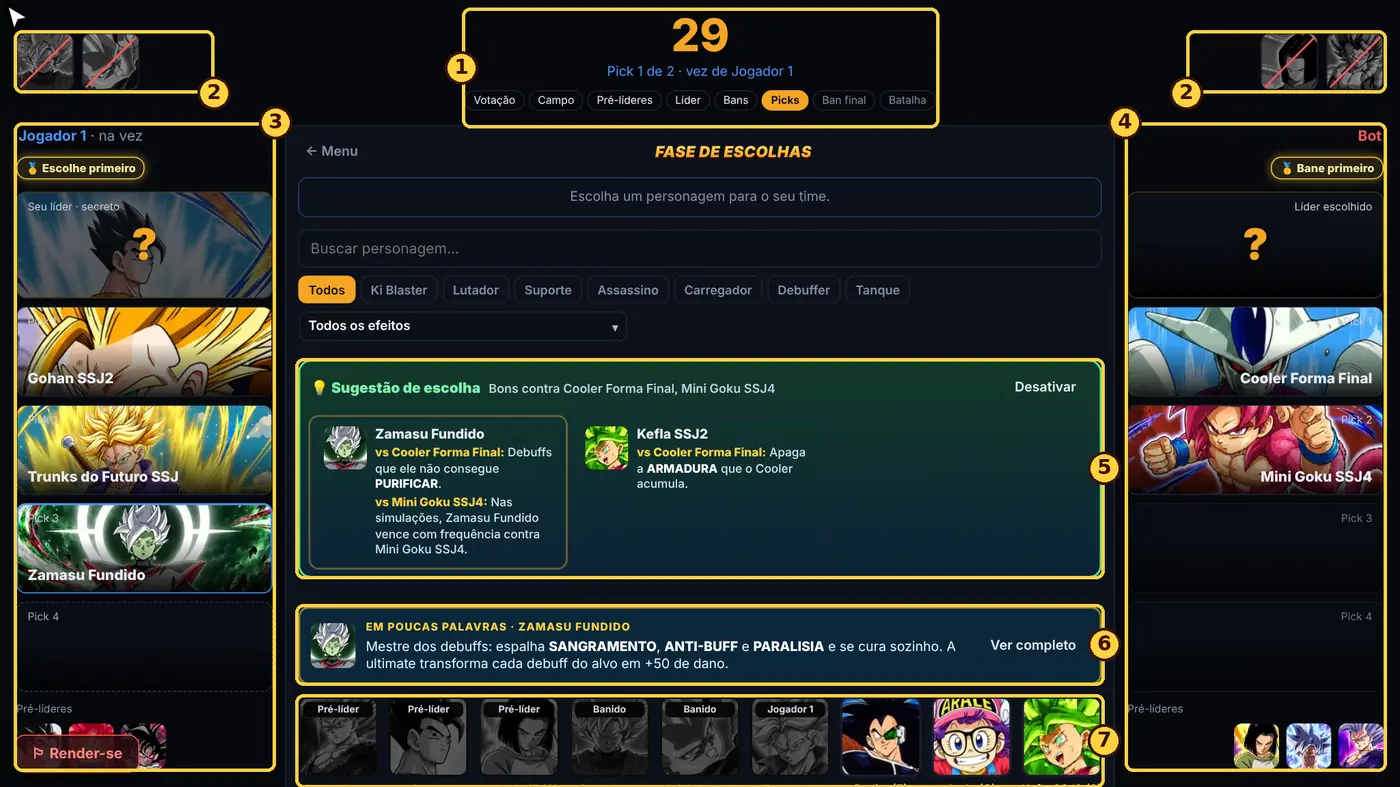 29
Pick 1 de 2 · vez de Jogador 1
1
Votação Campo Pré-líderes Líder Bans Picks Ban final Batalha
2
2
3
Jogador 1 · na vez
🏅 Escolhe primeiro
Seu líder · secreto
?
Gohan SSJ2
Trunks do Futuro SSJ
Pick 3
Zamasu Fundido
Pick 4
Pré-líderes
Render-se
← Menu
FASE DE ESCOLHAS
Escolha um personagem para o seu time.
Buscar personagem...
Todos Ki Blaster Lutador Suporte Assassino Carregador Debuffer Tanque
Todos os efeitos
💡 Sugestão de escolha Bons contra Cooler Forma Final, Mini Goku SSJ4
Desativar
Zamasu Fundido
vs Cooler Forma Final: Debuffs
que ele não consegue
PURIFICAR.
vs Mini Goku SSJ4: Nas
simulações, Zamasu Fundido
vence com frequência contra
Mini Goku SSJ4.
Kefla SSJ2
vs Cooler Forma Final: Apaga
a ARMADURA que o Cooler
acumula.
5
EM POUCAS PALAVRAS · ZAMASU FUNDIDO
Mestre dos debuffs: espalha SANGRAMENTO, ANTI-BUFF e PARALISIA e se cura sozinho. A
ultimate transforma cada debuff do alvo em +50 de dano.
Ver completo
6
Pré-líder Pré-líder Pré-líder Banido Banido Jogador 1
ARALE
7
4
Bot
🏅 Bane primeiro
Líder escolhido
?
Pick 1
Cooler Forma Final
Pick 2
Mini Goku SSJ4
Pick 3
Pick 4
Pré-líderes